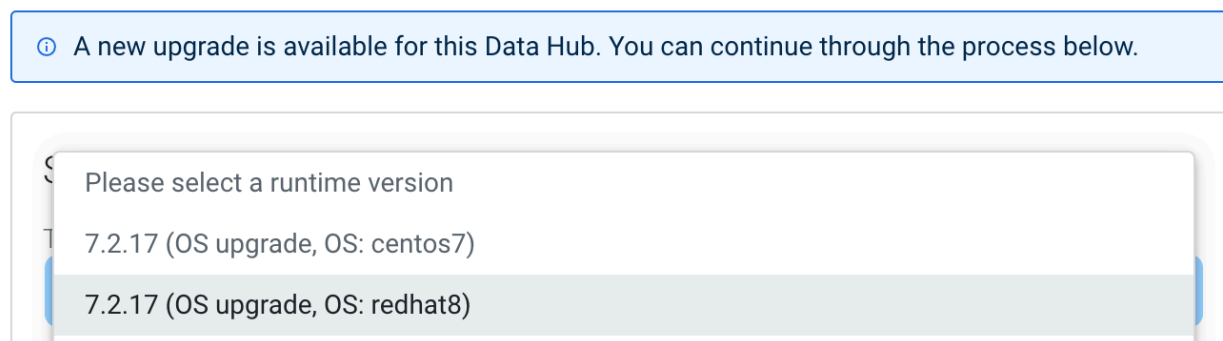 A new upgrade is available for this Data Hub. You can continue through the process below.
Please select a runtime version
7.2.17 (OS upgrade, OS: centos7)
7.2.17 (OS upgrade, OS: redhat8)